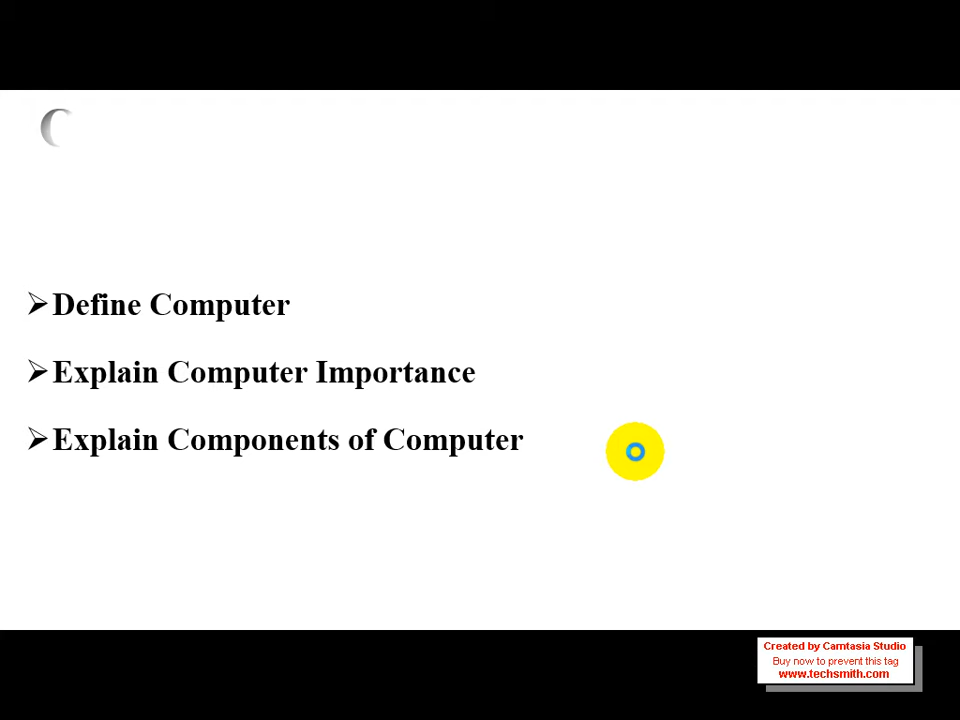 C
➢Define Computer
➢Explain Computer Importance
➢Explain Components of Computer
Created by Camtasia Studio
Buy now to prevent this tag
www.techsmith.com